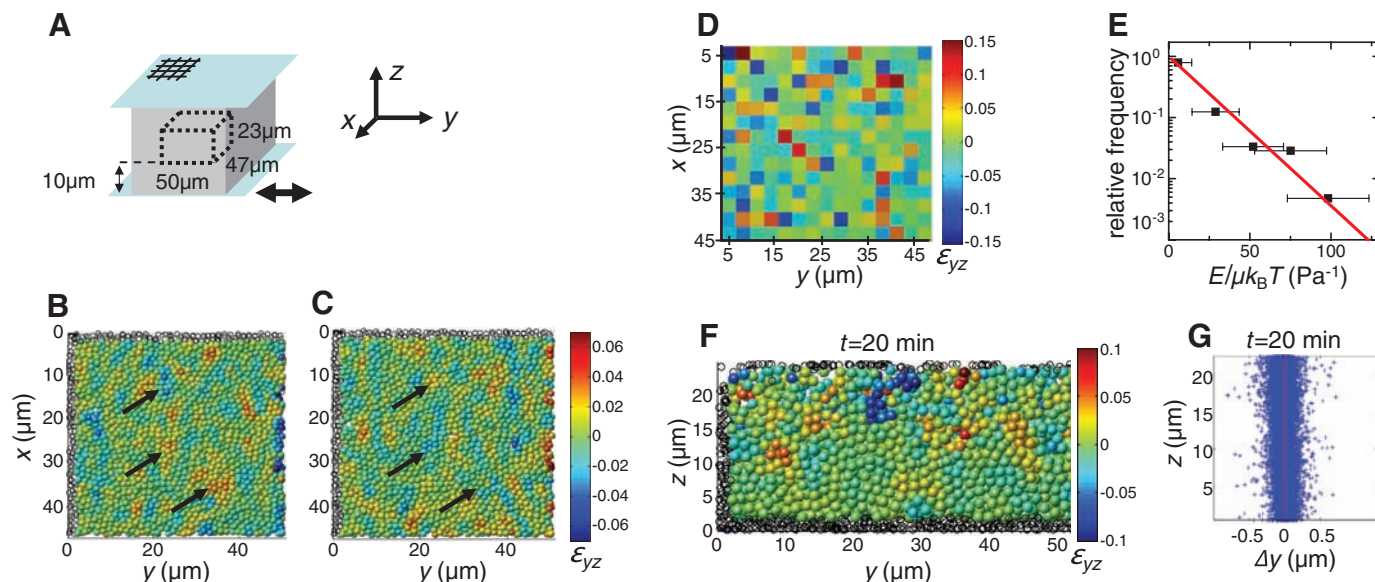 A
z
x
y
23µm
47µm
50µm
10µm
B
x (µm)
0
10
20
30
40
0
20
40
y (µm)
C
0
10
20
30
40
0
20
40
y (µm)
0.06
0.04
0.02
0
-0.02
-0.04
-0.06
εyz
D
x (µm)
5
15
25
35
45
5
15
25
35
45
y (µm)
0.15
0.10
0.05
0
-0.05
-0.10
-0.15
εyz
E
relative frequency
10⁰
10⁻¹
10⁻²
10⁻³
0
50
100
E/µkBT (Pa⁻¹)
F
t=20 min
z (µm)
20
15
10
5
0
0
10
20
30
40
50
y (µm)
0.1
0.05
0
-0.05
-0.1
εyz
G
t=20 min
z (µm)
20
15
10
5
-0.5
0
0.5
Δy (µm)